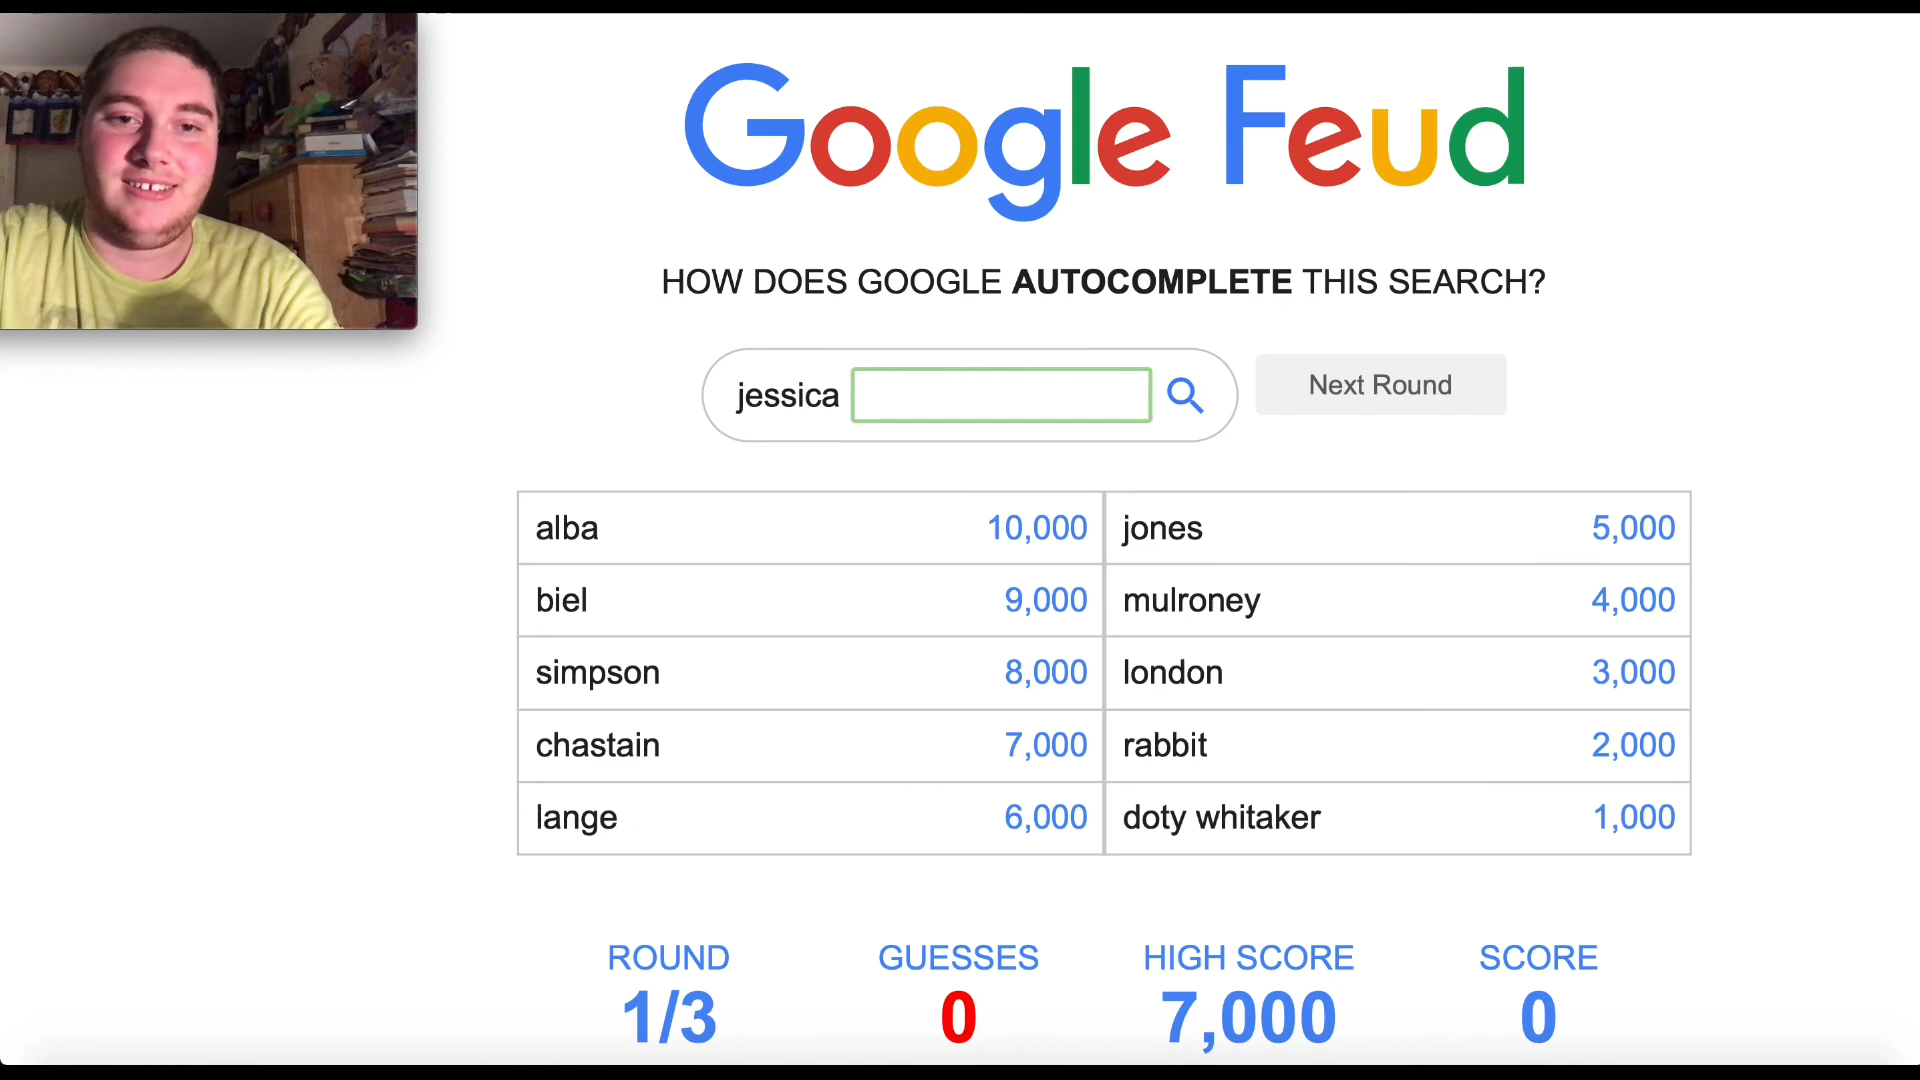 Google Feud
HOW DOES GOOGLE AUTOCOMPLETE THIS SEARCH?
jessica
Next Round
alba 10,000 jones 5,000
biel 9,000 mulroney 4,000
simpson 8,000 london 3,000
chastain 7,000 rabbit 2,000
lange 6,000 doty whitaker 1,000
ROUND GUESSES HIGH SCORE SCORE
1/3 0 7,000 0